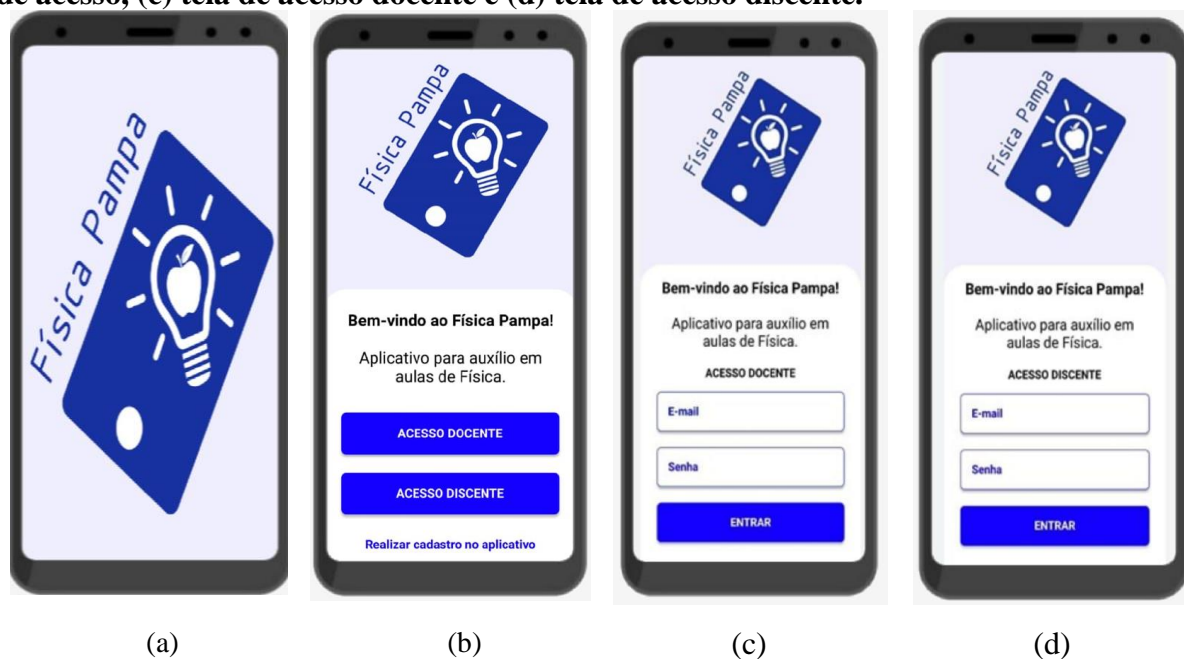 de acesso, (c) tela de acesso docente e (d) tela de acesso discente.
Física Pampa
Física Pampa
Bem-vindo ao Física Pampa!
Aplicativo para auxílio em
aulas de Física.
ACESSO DOCENTE
ACESSO DISCENTE
Realizar cadastro no aplicativo
Física Pampa
Bem-vindo ao Física Pampa!
Aplicativo para auxílio em
aulas de Física.
ACESSO DOCENTE
E-mail
Senha
ENTRAR
Física Pampa
Bem-vindo ao Física Pampa!
Aplicativo para auxílio em
aulas de Física.
ACESSO DISCENTE
E-mail
Senha
ENTRAR
(a)
(b)
(c)
(d)